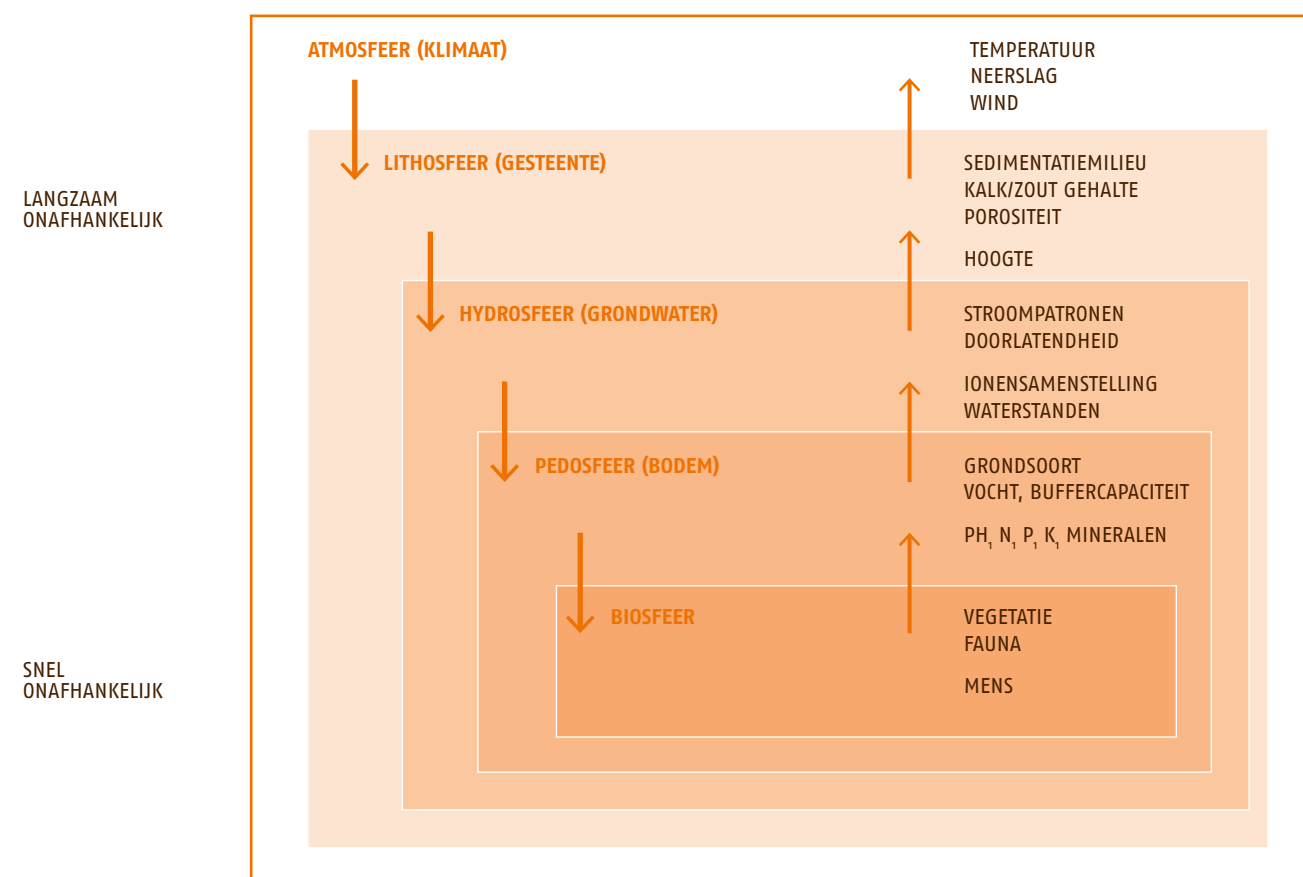 ATMOSFEER (KLIMAAT)
TEMPERATUUR
NEERSLAG
WIND
LANGZAAM
ONAFHANKELIJK
LITHOSFEER (GESTEENTE)
SEDIMENTATIEMILIEU
KALK/ZOUT GEHALTE
POROSITEIT
HOOGTE
HYDROSFEER (GRONDWATER)
STROOMPATRONEN
DOORLATENDHEID
IONENSAMENSTELLING
WATERSTANDEN
PEDOSFEER (BODEM)
GRONDSOORT
VOCHT, BUFFERCAPACITEIT
PH₁ N₁ P₁ K₁ MINERALEN
BIOSFEER
VEGETATIE
FAUNA
MENS
SNEL
ONAFHANKELIJK